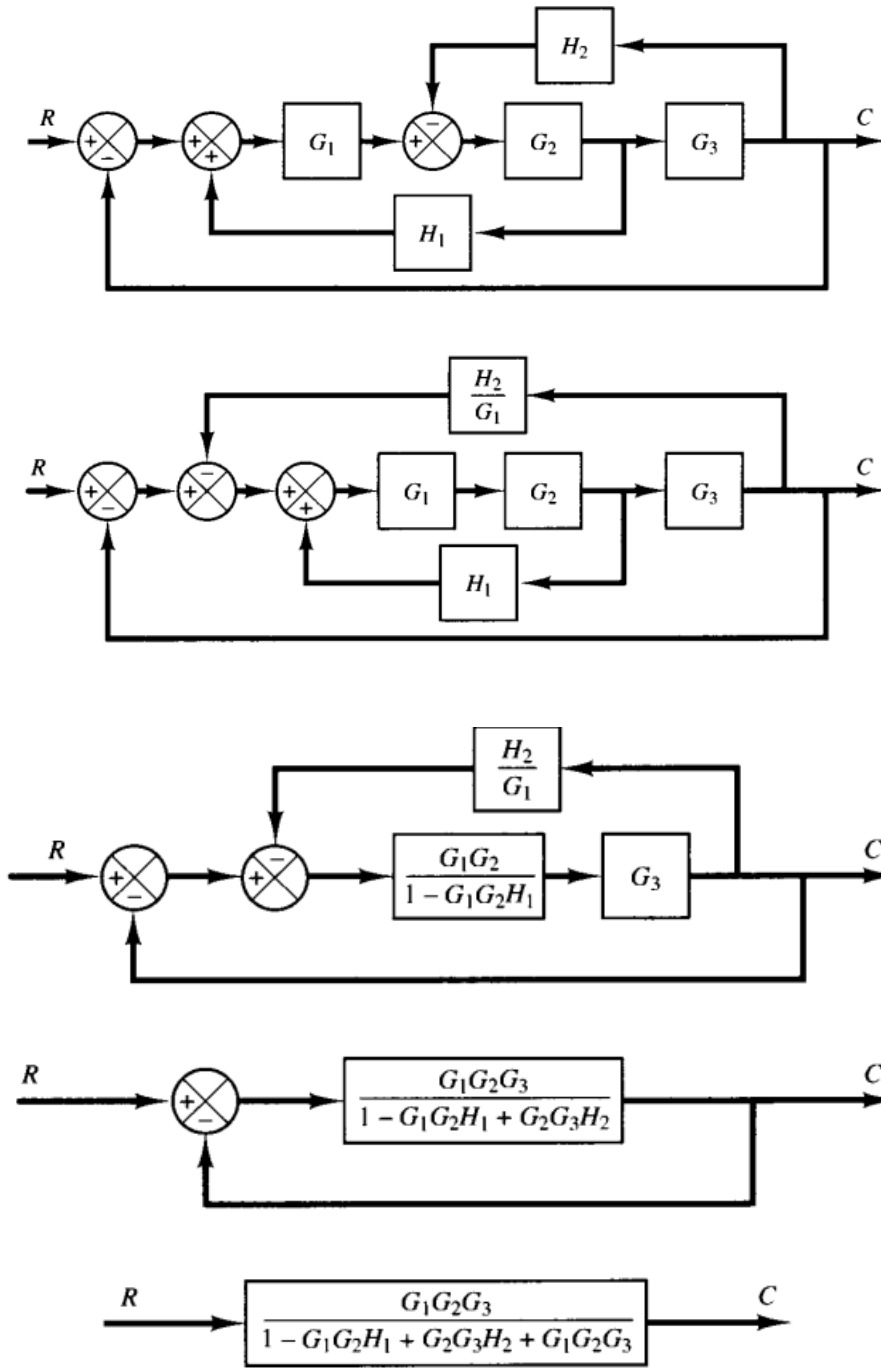 H₂
R + − + + G₁ + − G₂ G₃ C
H₁
H₂/G₁
R + − + − + + G₁ G₂ G₃ C
H₁
H₂/G₁
R + − + − G₁G₂/(1 − G₁G₂H₁) G₃ C
R + − G₁G₂G₃/(1 − G₁G₂H₁ + G₂G₃H₂) C
R G₁G₂G₃/(1 − G₁G₂H₁ + G₂G₃H₂ + G₁G₂G₃) C